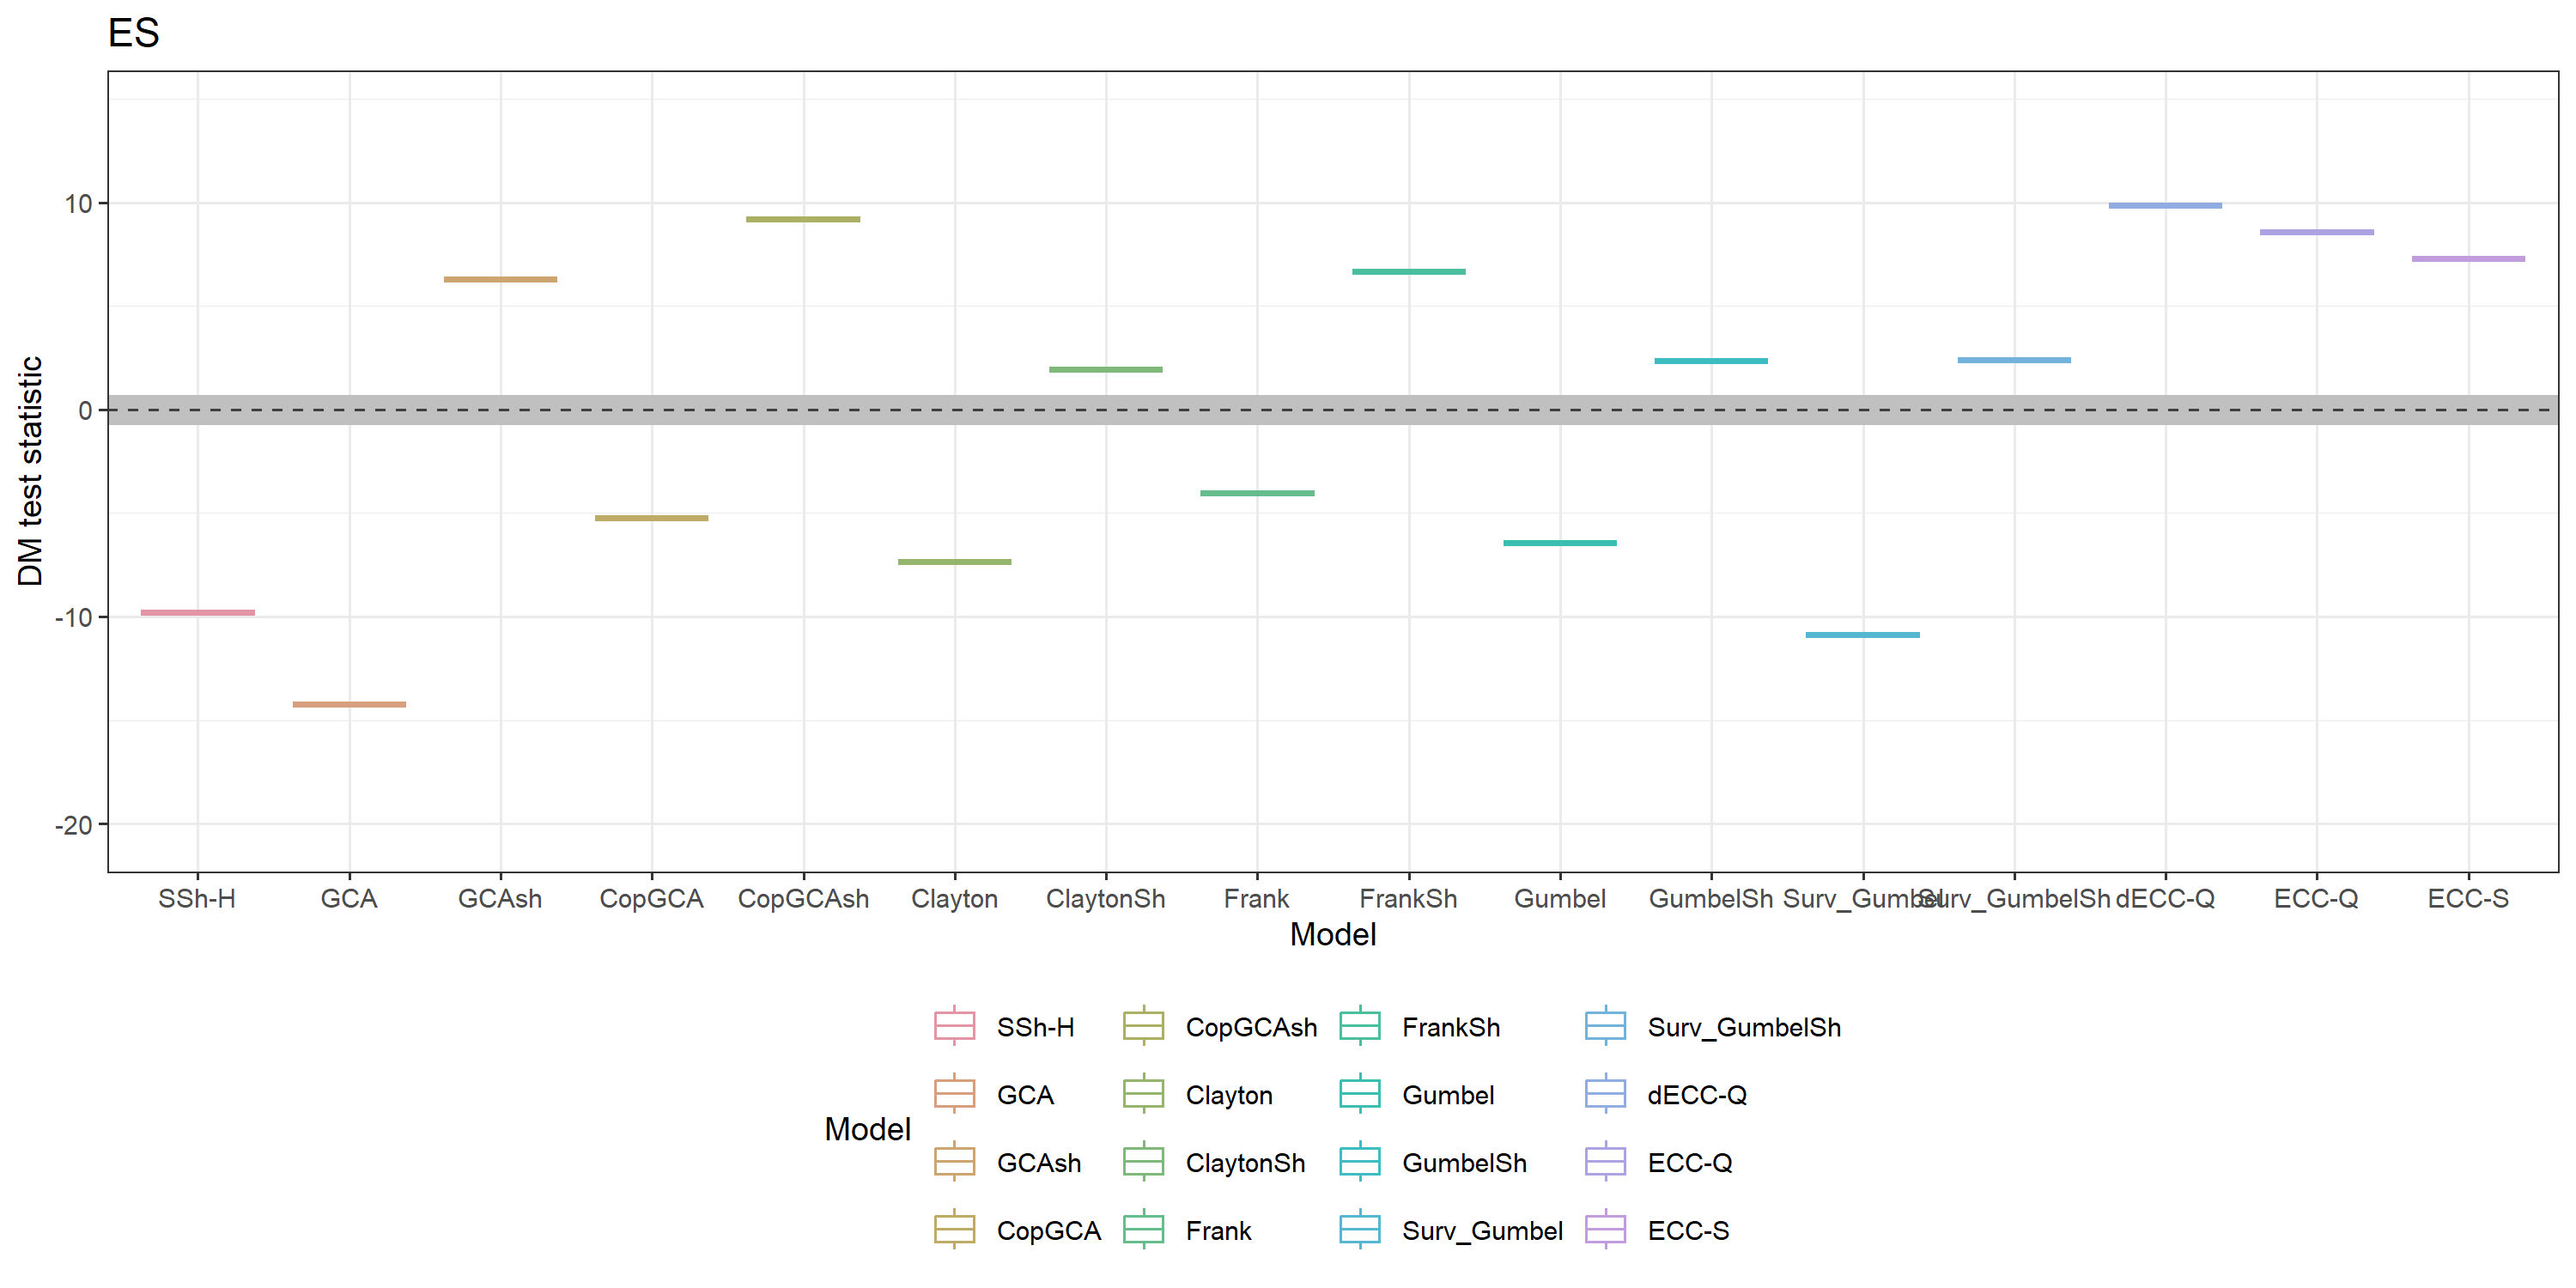 ES
10
0
-10
-20
DM test statistic
SSh-H GCA GCAsh CopGCA CopGCAsh Clayton ClaytonSh Frank FrankSh Gumbel GumbelSh Surv_Gumbel Surv_GumbelSh dECC-Q ECC-Q ECC-S
Model
Model
SSh-H CopGCAsh FrankSh Surv_GumbelSh
GCA Clayton Gumbel dECC-Q
GCAsh ClaytonSh GumbelSh ECC-Q
CopGCA Frank Surv_Gumbel ECC-S